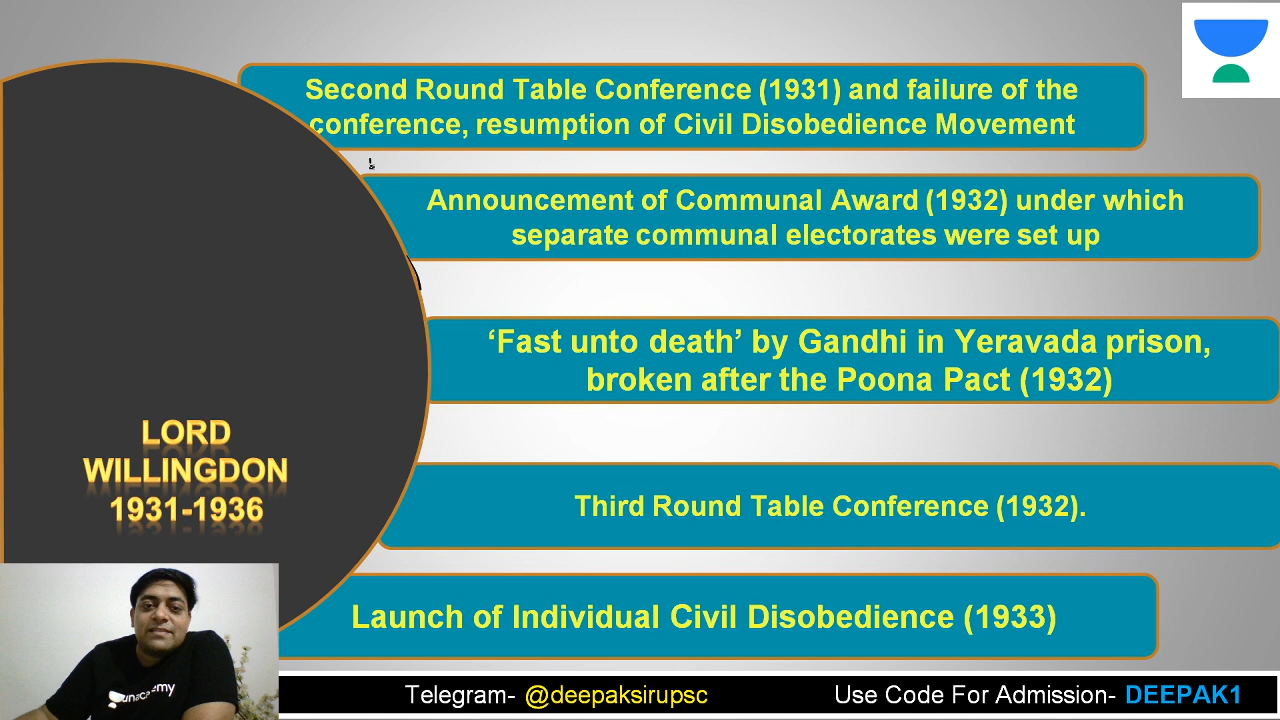 Second Round Table Conference (1931) and failure of the
conference, resumption of Civil Disobedience Movement
Announcement of Communal Award (1932) under which
separate communal electorates were set up
‘Fast unto death’ by Gandhi in Yeravada prison,
broken after the Poona Pact (1932)
LORD
WILLINGDON
1931-1936
Third Round Table Conference (1932).
Launch of Individual Civil Disobedience (1933)
unacademy
Telegram- @deepaksirupsc Use Code For Admission- DEEPAK1